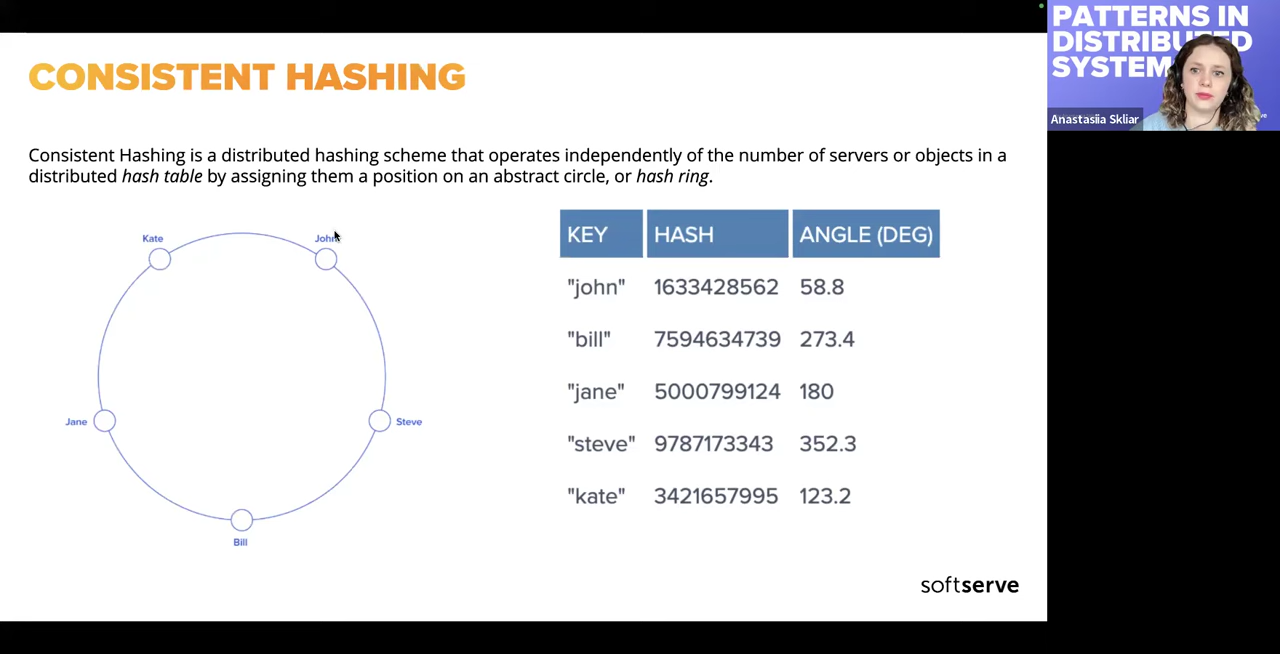 CONSISTENT HASHING
Consistent Hashing is a distributed hashing scheme that operates independently of the number of servers or objects in a
distributed hash table by assigning them a position on an abstract circle, or hash ring.
Kate
John
Jane
Steve
Bill
KEY HASH ANGLE (DEG)
"john" 1633428562 58.8
"bill" 7594634739 273.4
"jane" 5000799124 180
"steve" 9787173343 352.3
"kate" 3421657995 123.2
softserve
PATTERNS IN
DISTRIBUTED
Anastasiia Skliar